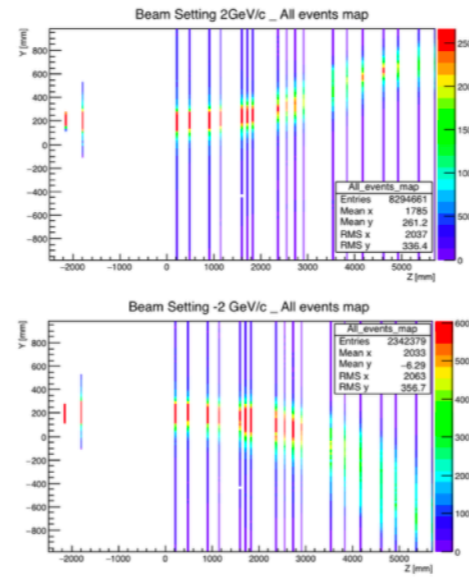 Beam Setting 2GeV/c _ All events map
Y [mm]
800
600
400
200
0
−200
−400
−600
−800
−2000 −1000 0 1000 2000 3000 4000 5000
Z [mm]
All_events_map
Entries 8294661
Mean x 1785
Mean y 261.2
RMS x 2037
RMS y 336.4
Beam Setting -2 GeV/c _ All events map
Y [mm]
800
600
400
200
0
−200
−400
−600
−800
−2000 −1000 0 1000 2000 3000 4000 5000
Z [mm]
All_events_map
Entries 2342379
Mean x 2033
Mean y −6.29
RMS x 2063
RMS y 356.7
600
500
400
300
200
100
0